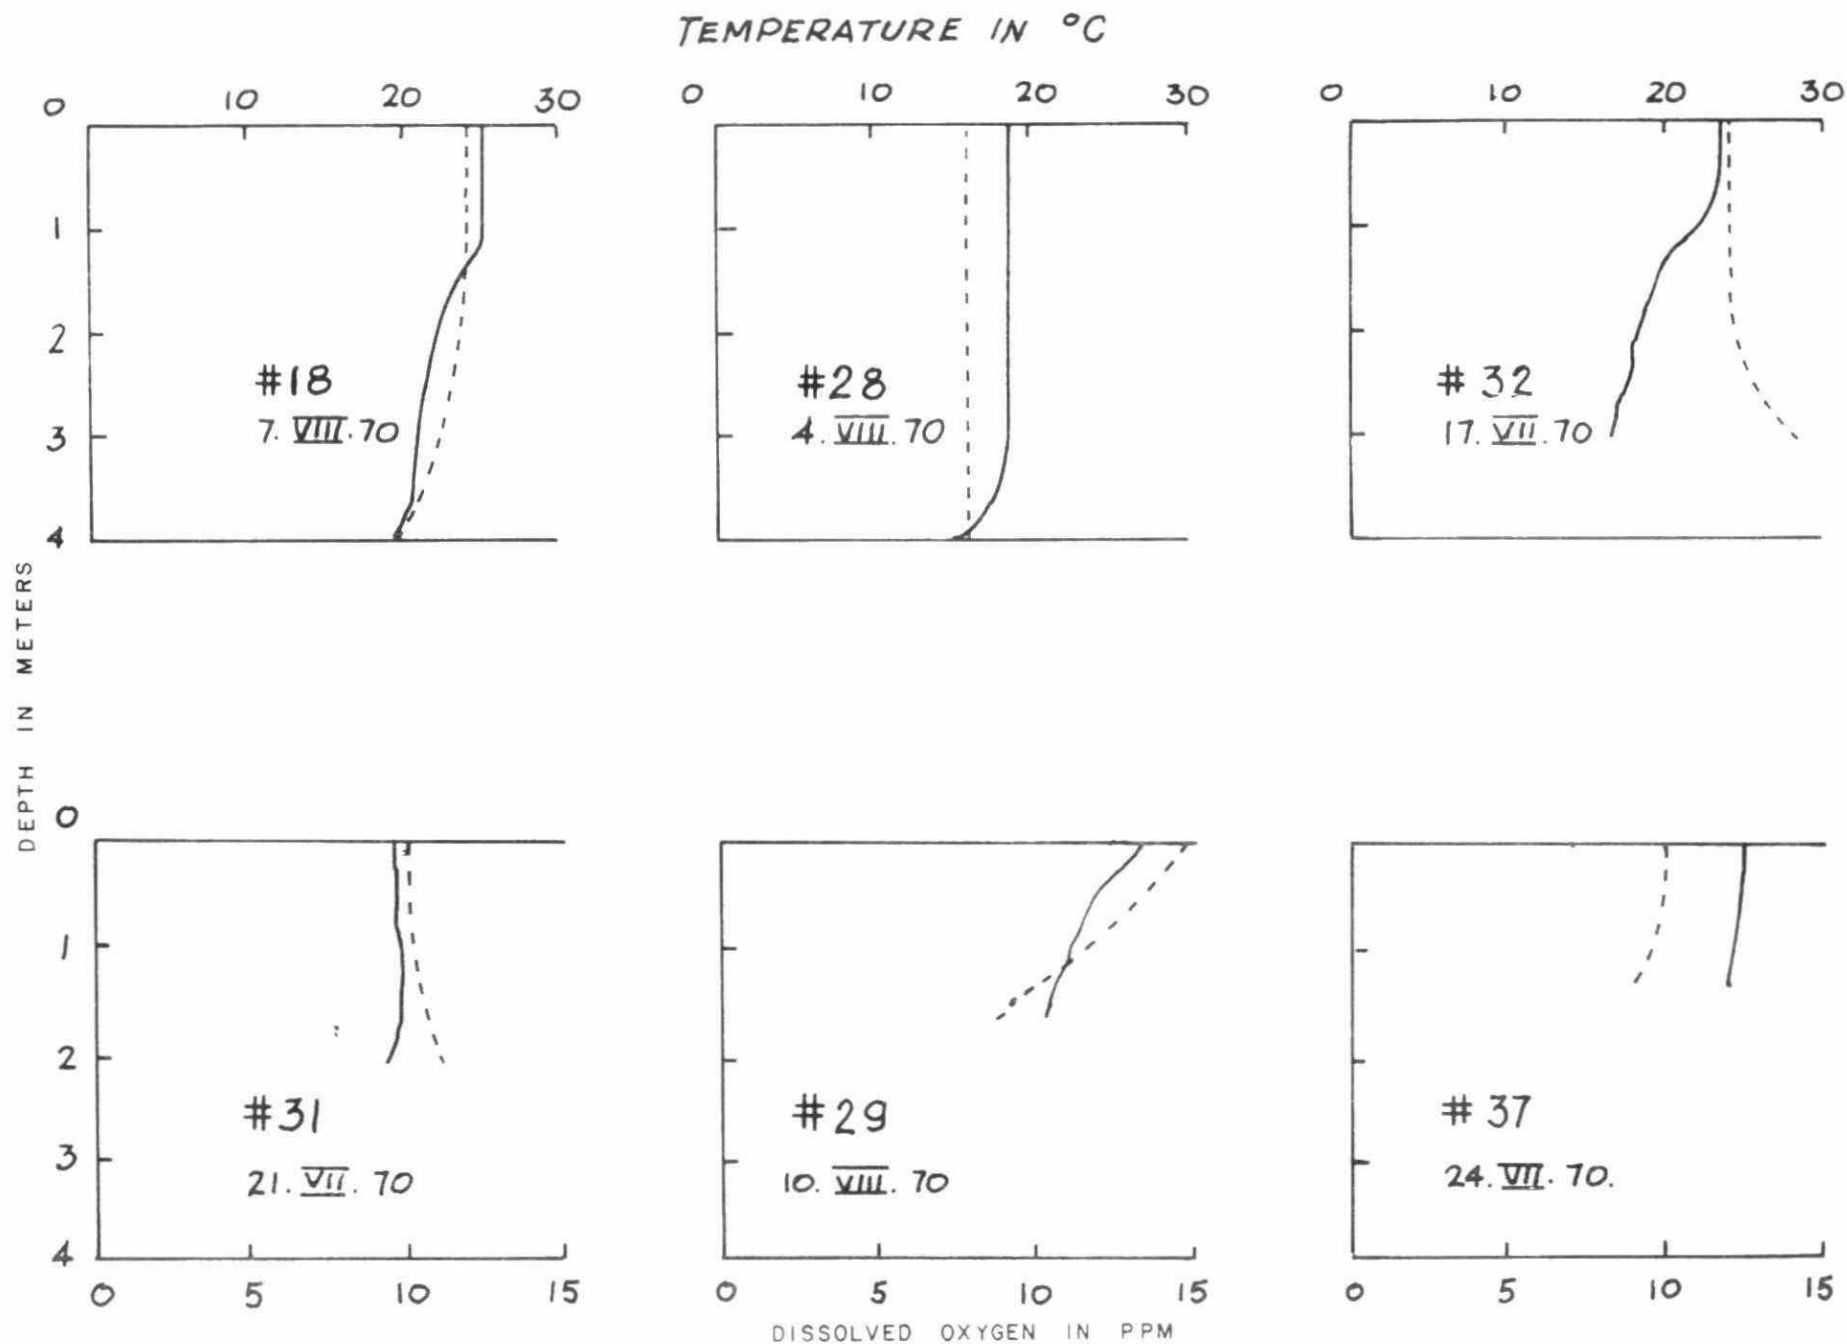 TEMPERATURE IN °C
0 10 20 30
0 10 20 30
0 10 20 30
1
2
3
4
#18
7. VIII. 70
#28
4. VIII. 70
# 32
17. VII. 70
DEPTH IN METERS
0
1
2
3
4
#31
21. VII. 70
#29
10. VIII. 70
# 37
24. VII. 70.
0 5 10 15
0 5 10 15
0 5 10 15
DISSOLVED OXYGEN IN PPM